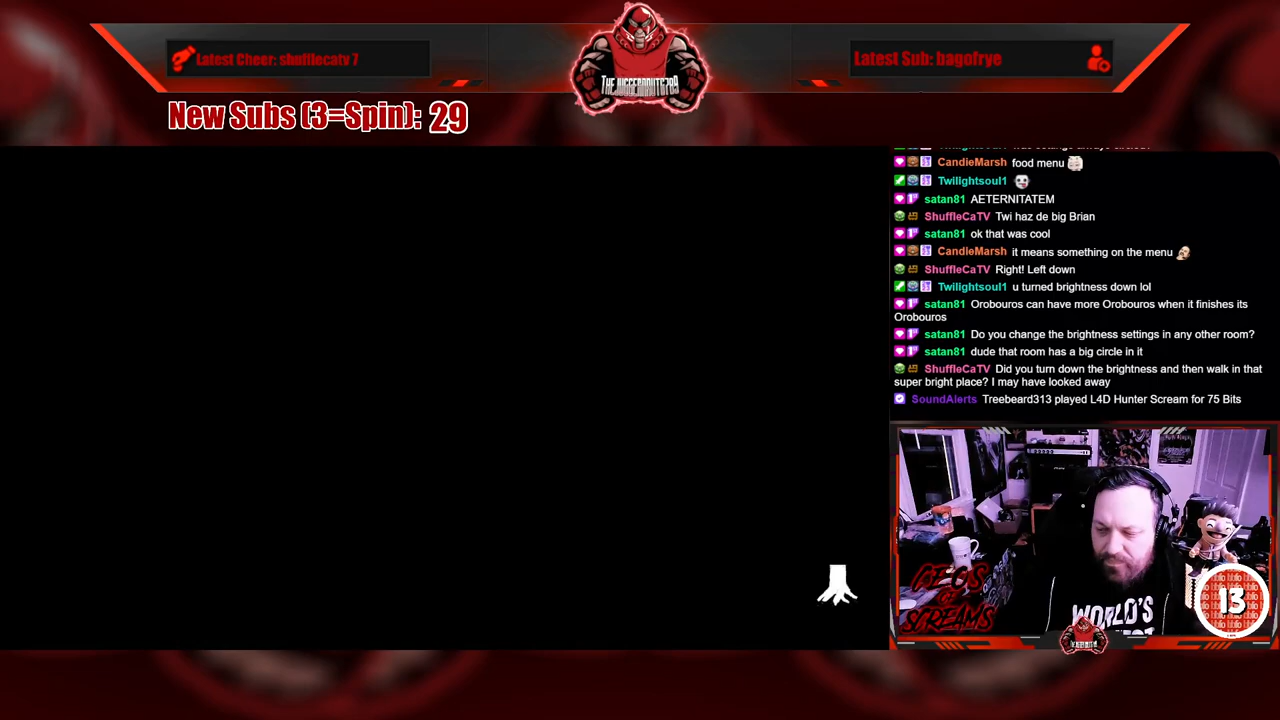 Latest Cheer: shufflecatv 7
THEJUGGERNAUT6789
Latest Sub: bagofrye
New Subs (3=Spin): 29
CandieMarsh food menu
Twilightsoul1
satan81 AETERNITATEM
ShuffleCaTV Twi haz de big Brian
satan81 ok that was cool
CandieMarsh it means something on the menu
ShuffleCaTV Right! Left down
Twilightsoul1 u turned brightness down lol
satan81 Orobouros can have more Orobouros when it finishes its
Orobouros
satan81 Do you change the brightness settings in any other room?
satan81 dude that room has a big circle in it
ShuffleCaTV Did you turn down the brightness and then walk in that
super bright place? I may have looked away
SoundAlerts Treebeard313 played L4D Hunter Scream for 75 Bits
SCREAMS
WORLD'S
13